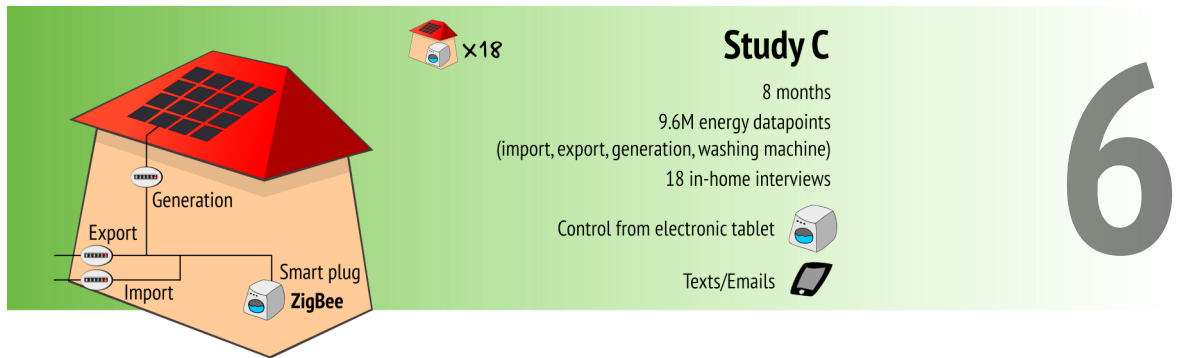 x18
Study C
8 months
9.6M energy datapoints
(import, export, generation, washing machine)
18 in-home interviews
Control from electronic tablet
Texts/Emails
6
Generation
Export
Import
Smart plug
ZigBee